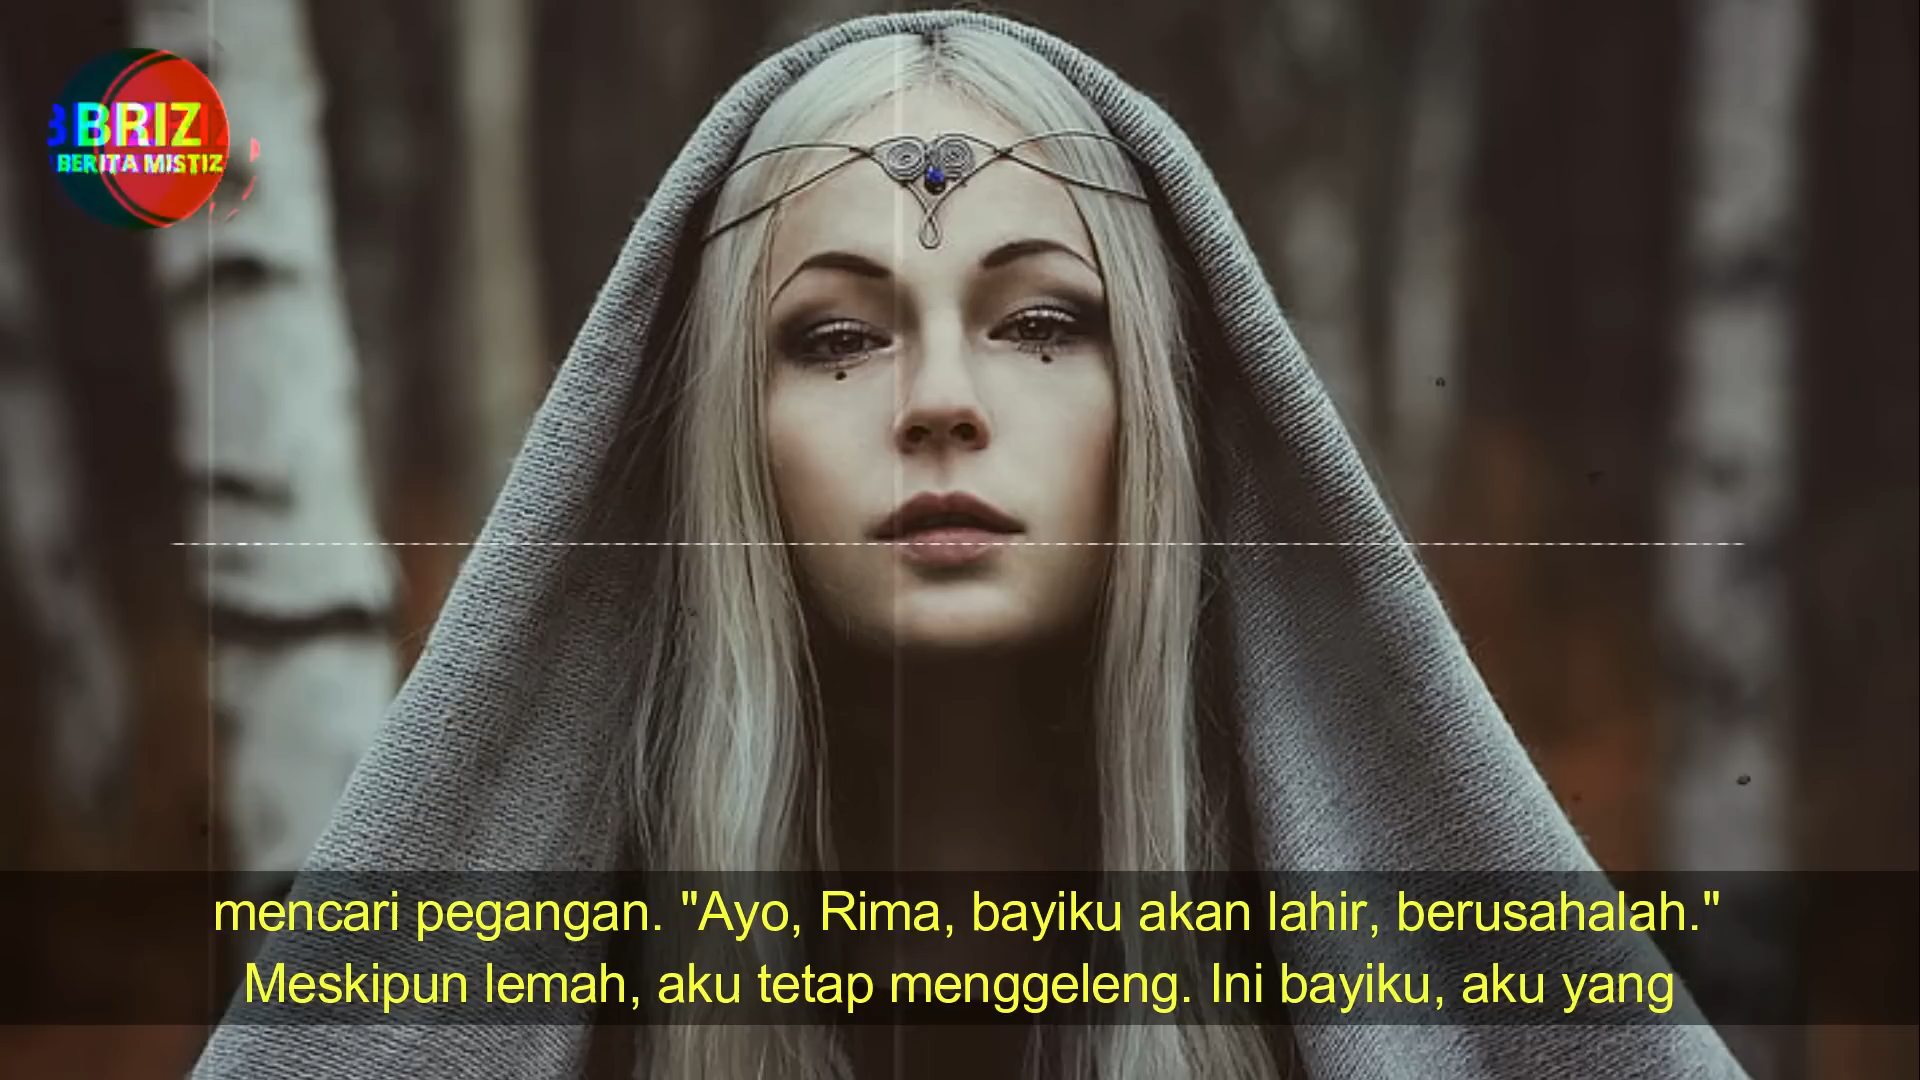 BRIZ
BERITA MISTIZ
mencari pegangan. "Ayo, Rima, bayiku akan lahir, berusahalah."
Meskipun lemah, aku tetap menggeleng. Ini bayiku, aku yang